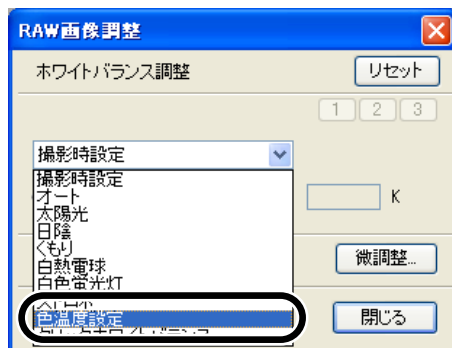 RAW画像調整
ホワイトバランス調整
リセット
1 2 3
撮影時設定
撮影時設定
オート
太陽光
日陰
くもり
K
白熱電球
微調整...
白色蛍光灯
色温度設定
閉じる